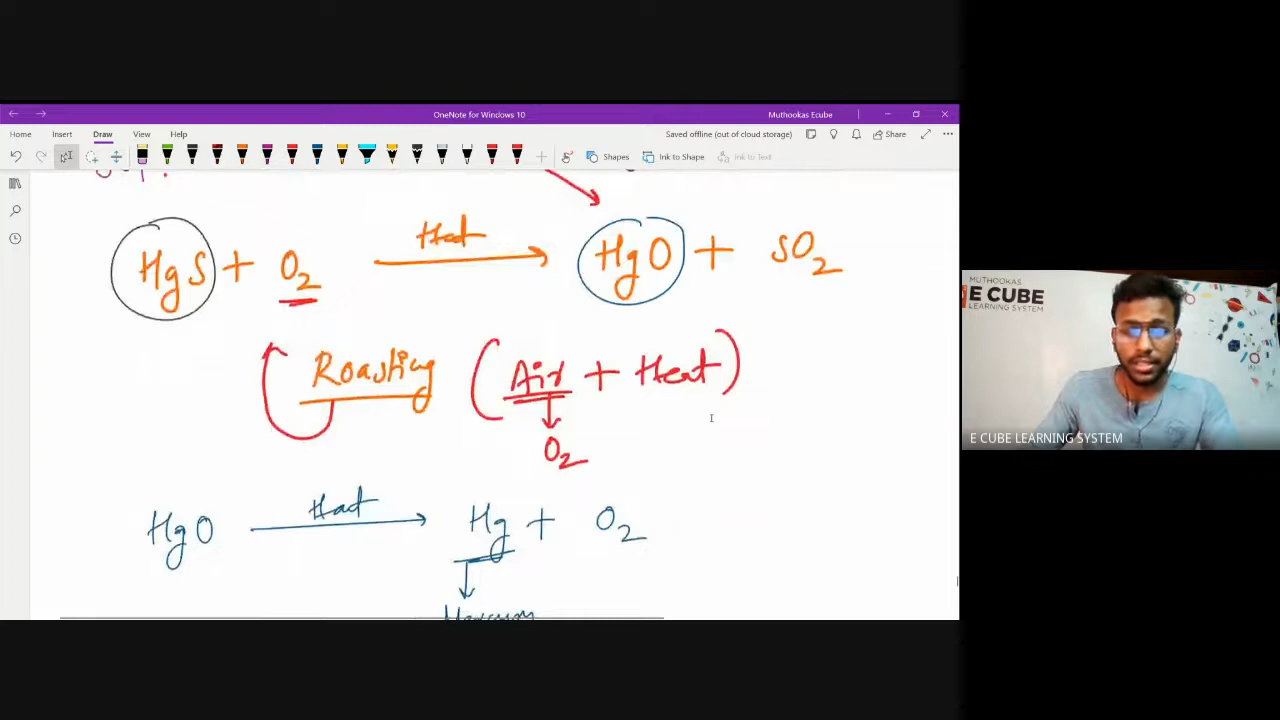 OneNote for Windows 10
Muthookas Ecube
Home Insert Draw View Help
Saved offline (out of cloud storage)
Share
Shapes
Ink to Shape
Ink to Text
HgS + O2 Heat HgO + SO2
Roasting (Air + Heat)
O2
HgO Heat Hg + O2
MUTHOOKAS
E CUBE
LEARNING SYSTEM
E CUBE LEARNING SYSTEM